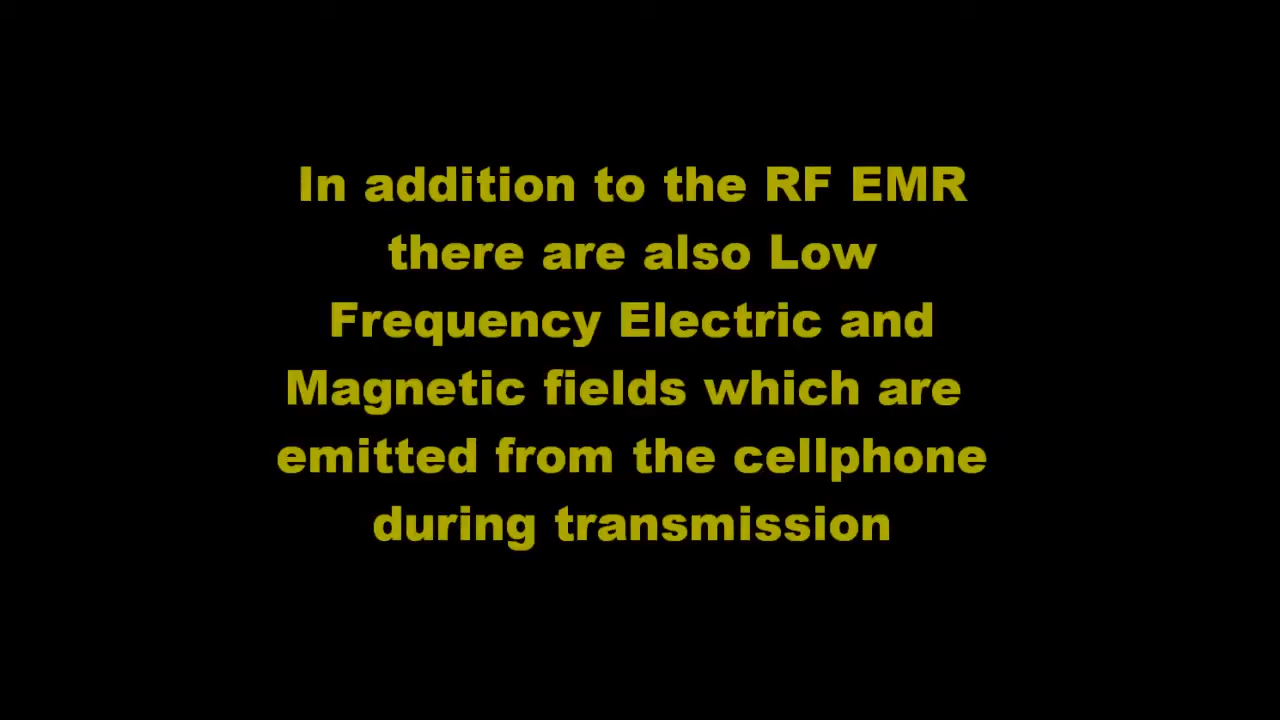 In addition to the RF EMR
there are also Low
Frequency Electric and
Magnetic fields which are
emitted from the cellphone
during transmission